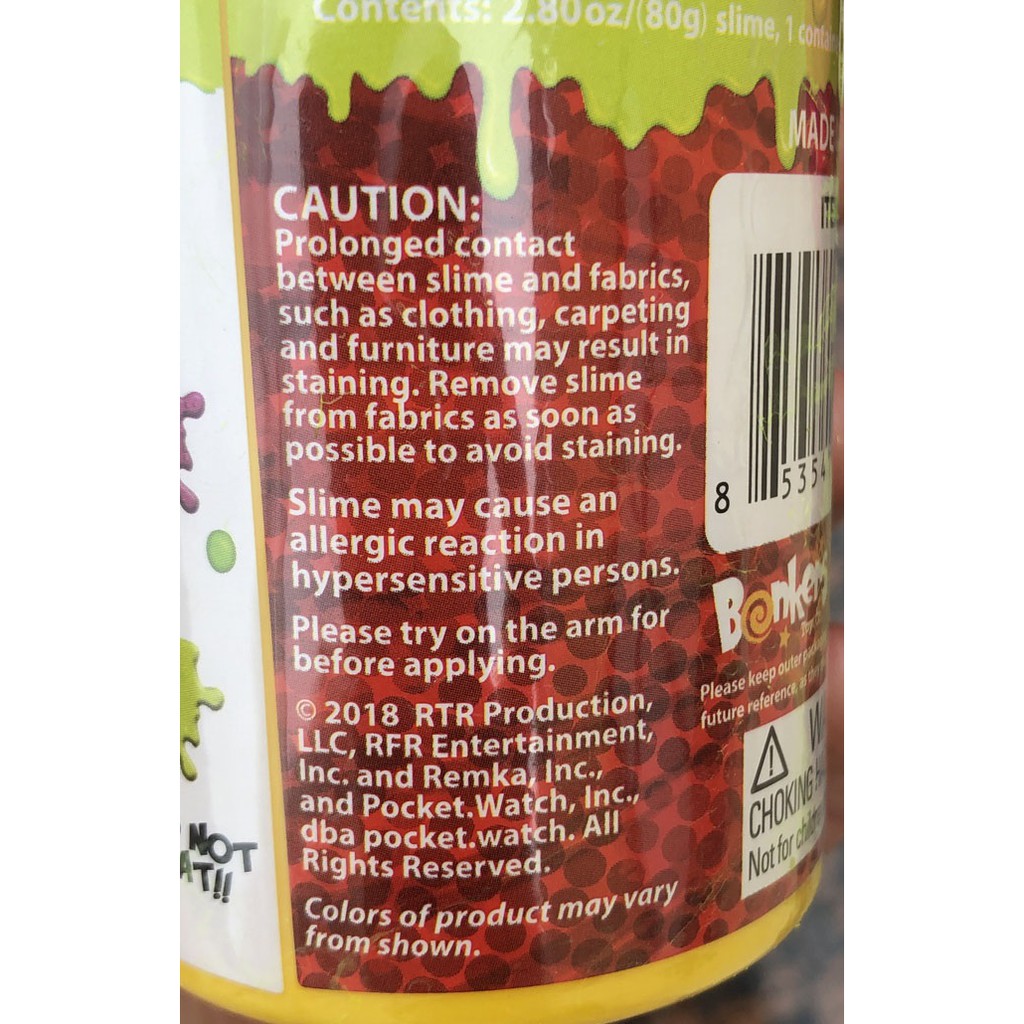 Contents: 2.80oz/(80g) slime, 1
MADE
CAUTION:
Prolonged contact
between slime and fabrics,
such as clothing, carpeting
and furniture may result in
staining. Remove slime
from fabrics as soon as
possible to avoid staining.
Slime may cause an
allergic reaction in
hypersensitive persons.
Please try on the arm for
before applying.
© 2018 RTR Production,
LLC, RFR Entertainment,
Inc. and Remka, Inc.,
and Pocket.Watch, Inc.,
dba pocket.watch. All
Rights Reserved.
Colors of product may vary
from shown.
8 5354
Bonkers
Please keep outer
future reference, as
CHOKING
Not for
NOT